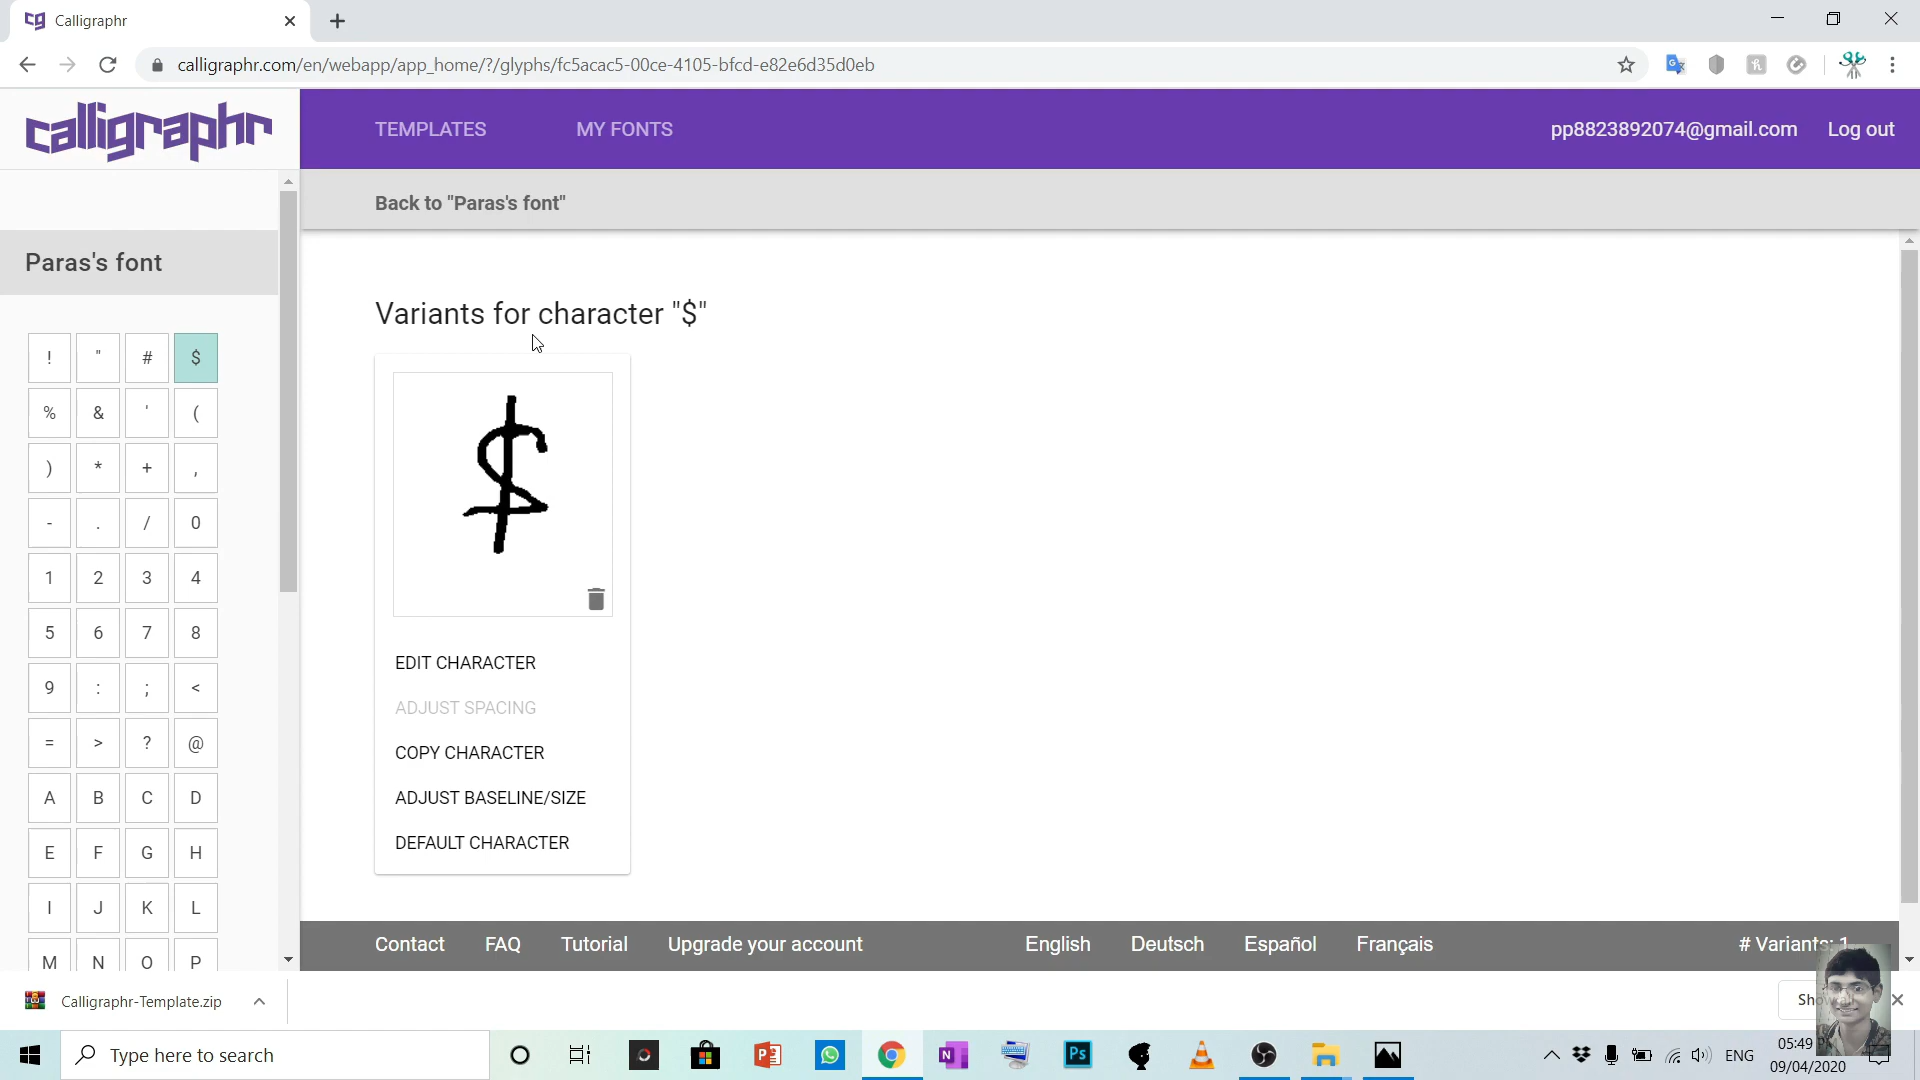 Calligraphr
calligraphr.com/en/webapp/app_home/?/glyphs/fc5acac5-00ce-4105-bfcd-e82e6d35d0eb
calligraphr
TEMPLATES
MY FONTS
pp8823892074@gmail.com
Log out
Back to "Paras's font"
Paras's font
! " # $
% & ' (
) * + ,
- . / 0
1 2 3 4
5 6 7 8
9 : ; <
= > ? @
A B C D
E F G H
I J K L
M N O P
Variants for character "$"
$
EDIT CHARACTER
ADJUST SPACING
COPY CHARACTER
ADJUST BASELINE/SIZE
DEFAULT CHARACTER
Contact FAQ Tutorial Upgrade your account English Deutsch Español Français # Variants: 1
Calligraphr-Template.zip
Type here to search
ENG
05:49
09/04/2020